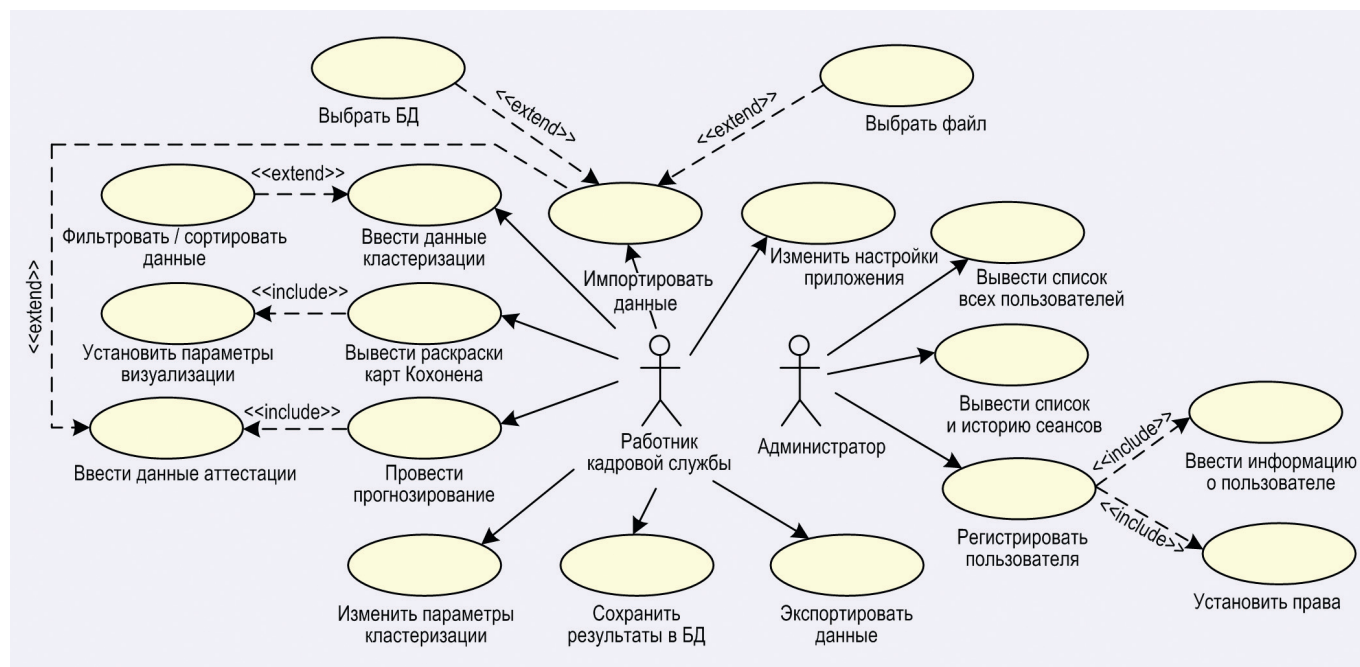 Выбрать БД
<<extend>>
<<extend>>
Выбрать файл
<<extend>>
Фильтровать / сортировать
данные
Ввести данные
кластеризации
Импортировать
данные
Изменить настройки
приложения
Вывести список
всех пользователей
<<extend>>
<<include>>
Установить параметры
визуализации
Вывести раскраски
карт Кохонена
Вывести список
и историю сеансов
<<include>>
Ввести данные аттестации
Провести
прогнозирование
Работник
кадровой службы
Администратор
<<include>>
Ввести информацию
о пользователе
<<include>>
Регистрировать
пользователя
Установить права
Изменить параметры
кластеризации
Сохранить
результаты в БД
Экспортировать
данные